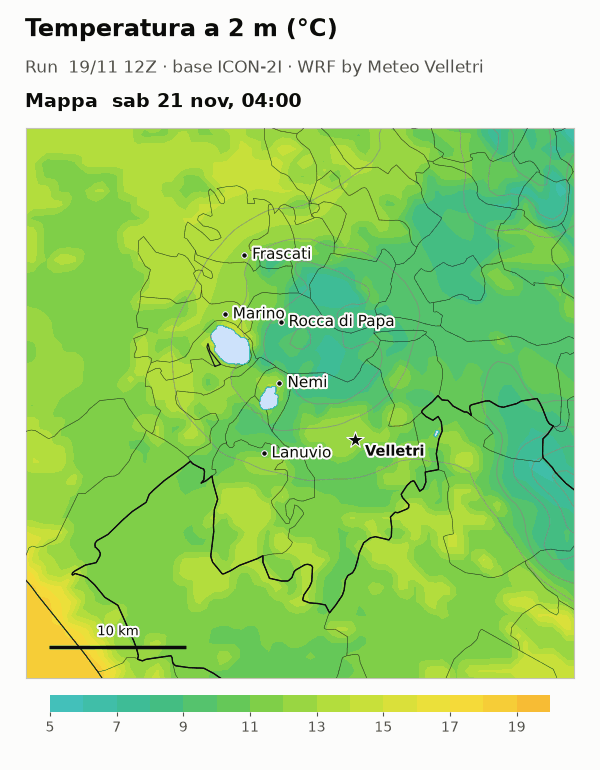 Temperatura a 2 m (°C)
Run  19/11 12Z · base ICON-2I · WRF by Meteo Velletri
Mappa  sab 21 nov, 04:00
Frascati
Marino
Rocca di Papa
Nemi
Velletri
Lanuvio
10 km
5 7 9 11 13 15 17 19